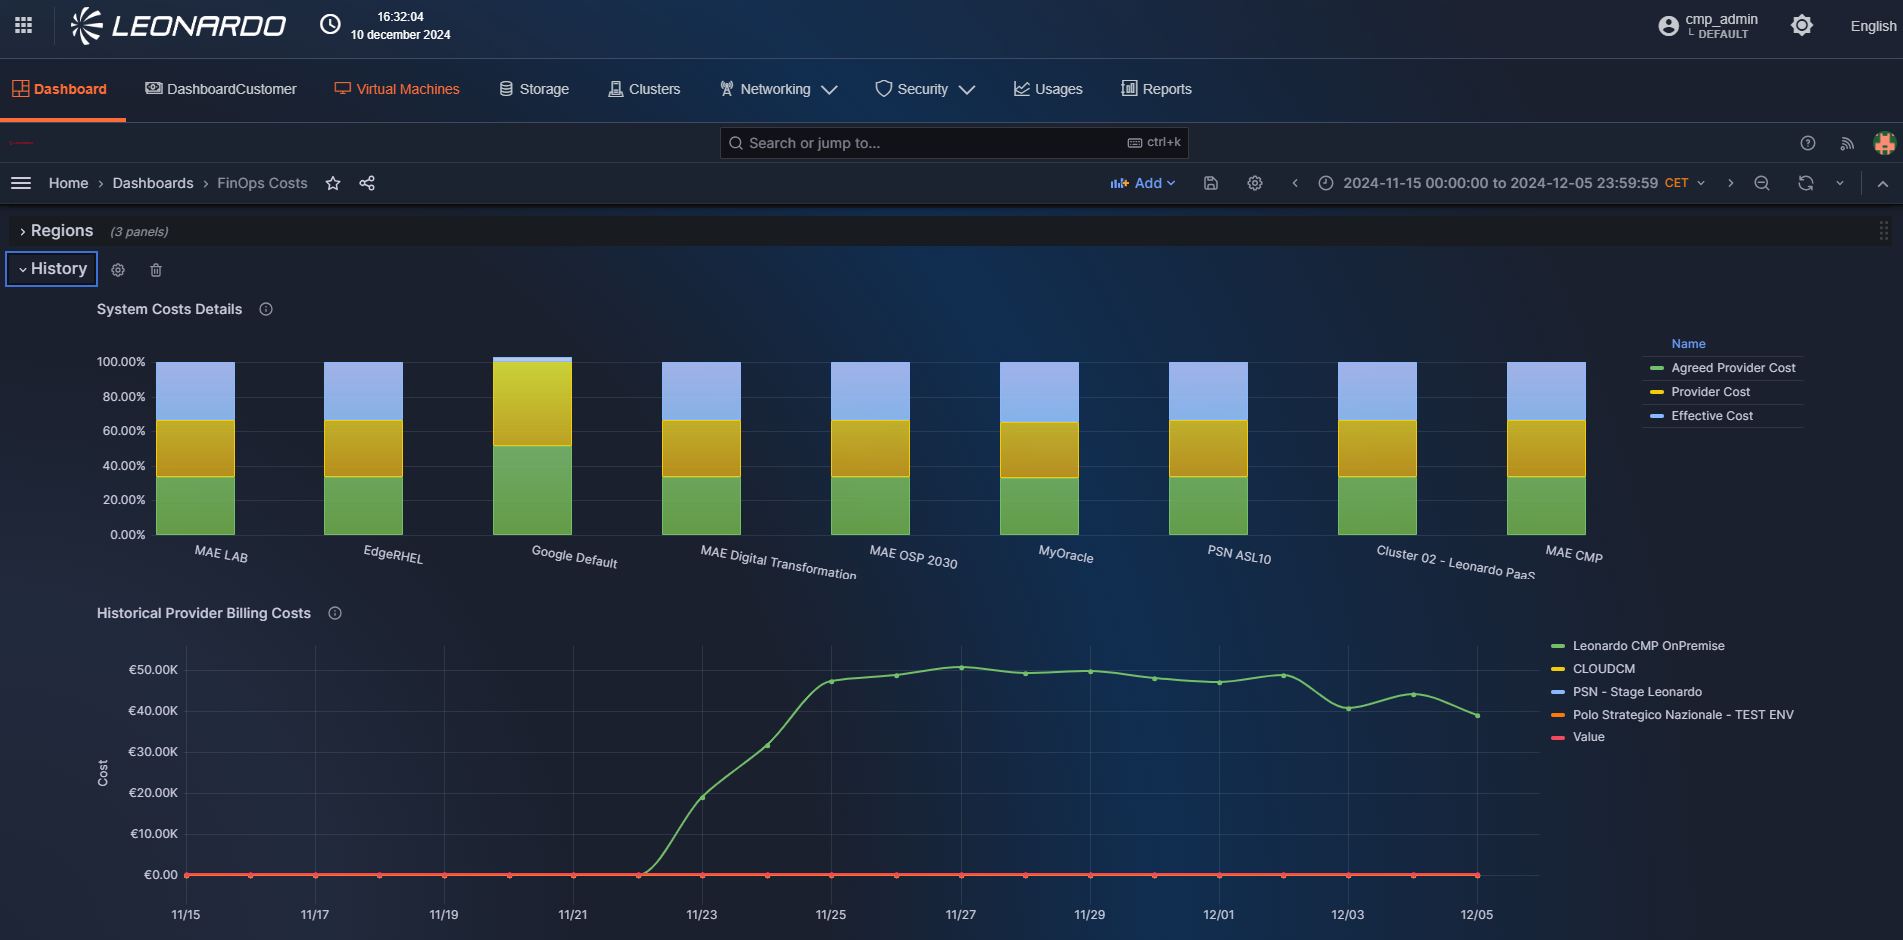 LEONARDO
16:32:04
10 december 2024
cmp_admin
└ DEFAULT
English
Dashboard
DashboardCustomer
Virtual Machines
Storage
Clusters
Networking
Security
Usages
Reports
Search or jump to...
ctrl+k
Home › Dashboards › FinOps Costs
Add
2024-11-15 00:00:00 to 2024-12-05 23:59:59 CET
Regions (3 panels)
History
System Costs Details
100.00%
80.00%
60.00%
40.00%
20.00%
0.00%
MAE LAB
EdgeRHEL
Google Default
MAE Digital Transformation
MAE OSP 2030
MyOracle
PSN ASL10
Cluster 02 - Leonardo PaaS
MAE CMP
Name
Agreed Provider Cost
Provider Cost
Effective Cost
Historical Provider Billing Costs
Cost
€50.00K
€40.00K
€30.00K
€20.00K
€10.00K
€0.00
11/15
11/17
11/19
11/21
11/23
11/25
11/27
11/29
12/01
12/03
12/05
Leonardo CMP OnPremise
CLOUDCM
PSN - Stage Leonardo
Polo Strategico Nazionale - TEST ENV
Value